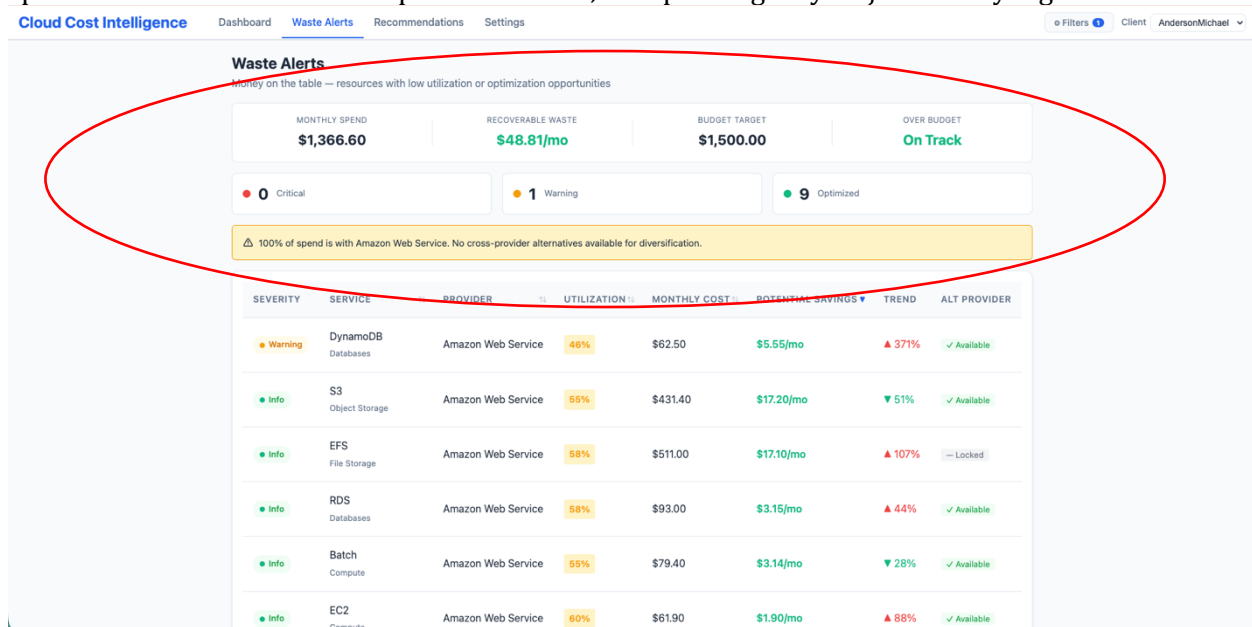 Cloud Cost Intelligence Dashboard Waste Alerts Recommendations Settings Filters 1 Client AndersonMichael
Waste Alerts
Money on the table — resources with low utilization or optimization opportunities
MONTHLY SPEND RECOVERABLE WASTE BUDGET TARGET OVER BUDGET
$1,366.60 $48.81/mo $1,500.00 On Track
0 Critical 1 Warning 9 Optimized
100% of spend is with Amazon Web Service. No cross-provider alternatives available for diversification.
SEVERITY SERVICE PROVIDER UTILIZATION MONTHLY COST POTENTIAL SAVINGS TREND ALT PROVIDER
Warning DynamoDB Amazon Web Service 46% $62.50 $5.55/mo ▲ 371% ✓ Available
Databases
Info S3 Amazon Web Service 55% $431.40 $17.20/mo ▼ 51% ✓ Available
Object Storage
Info EFS Amazon Web Service 58% $511.00 $17.10/mo ▲ 107% — Locked
File Storage
Info RDS Amazon Web Service 58% $93.00 $3.15/mo ▲ 44% ✓ Available
Databases
Info Batch Amazon Web Service 55% $79.40 $3.14/mo ▼ 28% ✓ Available
Compute
Info EC2 Amazon Web Service 60% $61.90 $1.90/mo ▲ 88% ✓ Available